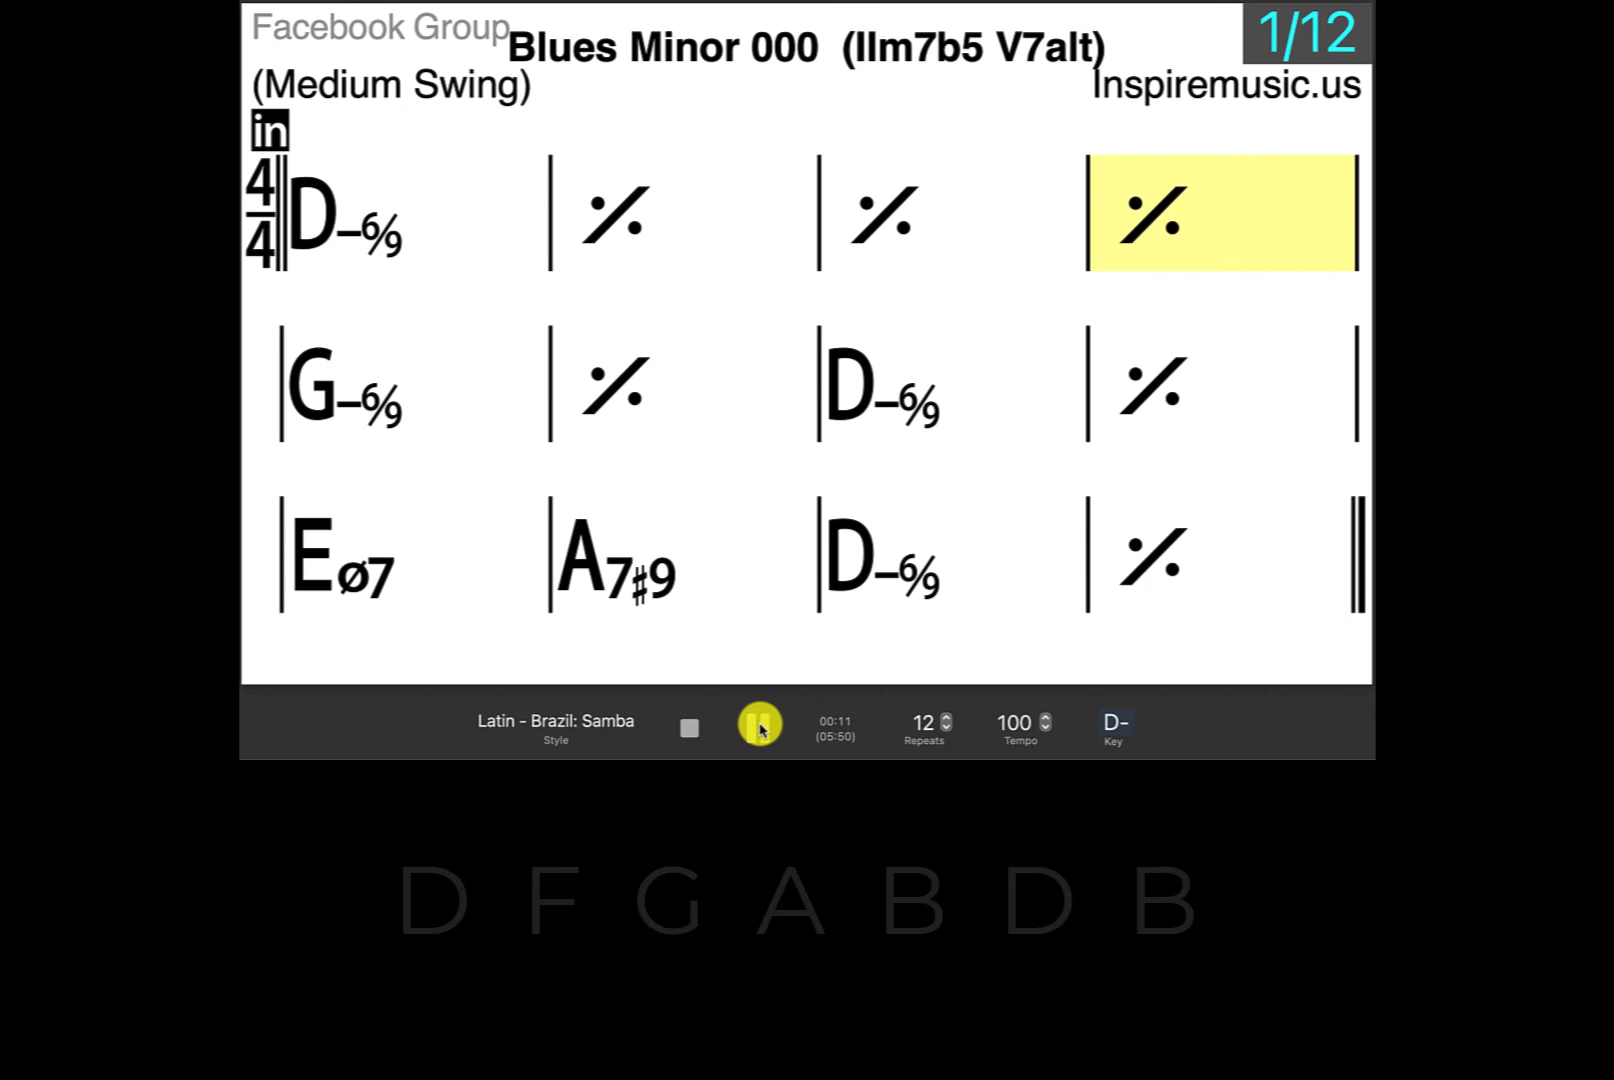 Facebook Group
Blues Minor 000 (IIm7b5 V7alt)
1/12
(Medium Swing)
Inspiremusic.us
in
4/4 D–6/9 𝄎 𝄎 𝄎
G–6/9 𝄎 D–6/9 𝄎
Eø7 A7♯9 D–6/9 𝄎
Latin - Brazil: Samba
Style
00:11
(05:50)
12
Repeats
100
Tempo
D-
Key
D F G A B D B